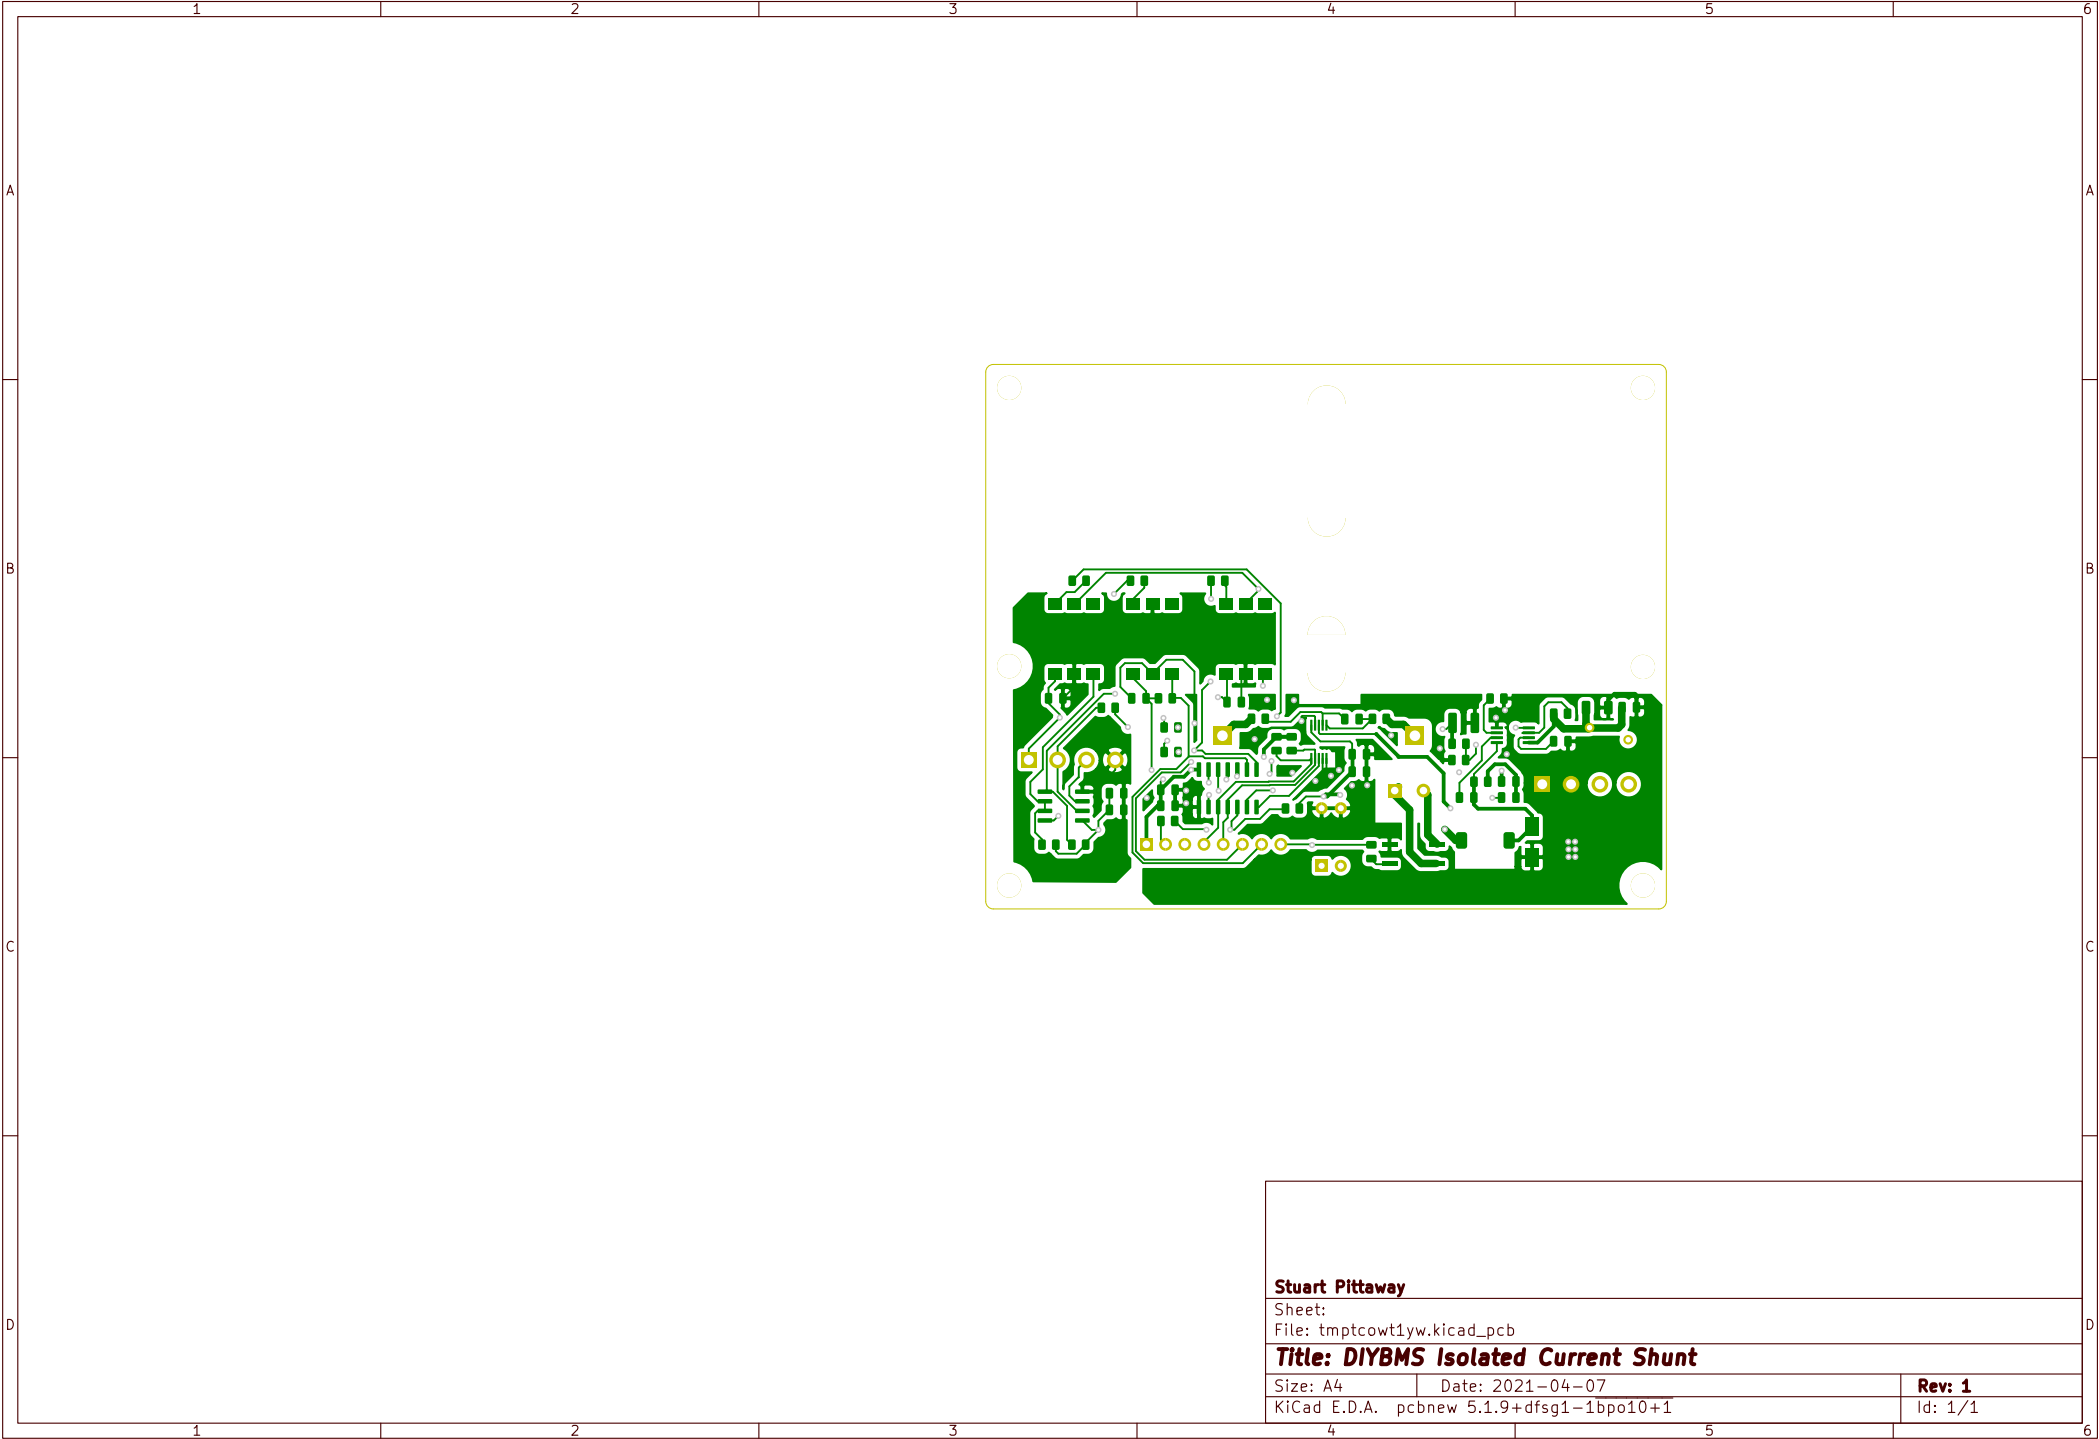 1 2 3 4 5 6
A A
B B
C C
D D
Stuart Pittaway
Sheet:
File: tmptcowt1yw.kicad_pcb
Title: DIYBMS Isolated Current Shunt
Size: A4 Date: 2021-04-07 Rev: 1
KiCad E.D.A. pcbnew 5.1.9+dfsg1-1bpo10+1 Id: 1/1
1 2 3 4 5 6